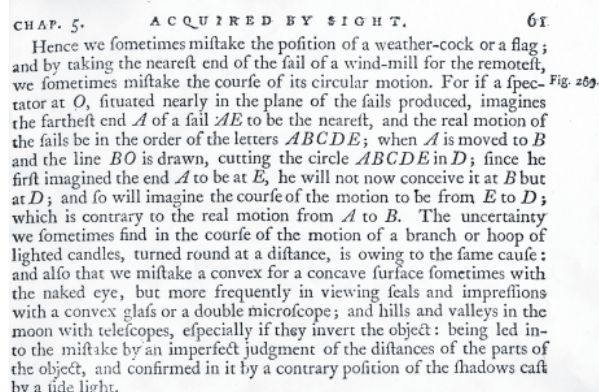 CHAP. 5. ACQUIRED BY SIGHT. 61
Hence we ſometimes miſtake the poſition of a weather-cock or a flag;
and by taking the neareſt end of the ſail of a wind-mill for the remoteſt,
we ſometimes miſtake the courſe of its circular motion. For if a ſpec- Fig. 269.
tator at O, ſituated nearly in the plane of the ſails produced, imagines
the fartheſt end A of a ſail AE to be the neareſt, and the real motion of
the ſails be in the order of the letters ABCDE; when A is moved to B
and the line BO is drawn, cutting the circle ABCDE in D; ſince he
firſt imagined the end A to be at E, he will not now conceive it at B but
at D; and ſo will imagine the courſe of the motion to be from E to D;
which is contrary to the real motion from A to B. The uncertainty
we ſometimes find in the courſe of the motion of a branch or hoop of
lighted candles, turned round at a diſtance, is owing to the ſame cauſe:
and alſo that we miſtake a convex for a concave ſurface ſometimes with
the naked eye, but more frequently in viewing ſeals and impreſſions
with a convex glaſs or a double microſcope; and hills and valleys in the
moon with teleſcopes, eſpecially if they invert the object: being led in-
to the miſtake by an imperfect judgment of the diſtances of the parts of
the object, and confirmed in it by a contrary poſition of the ſhadows caſt
by a ſide light.